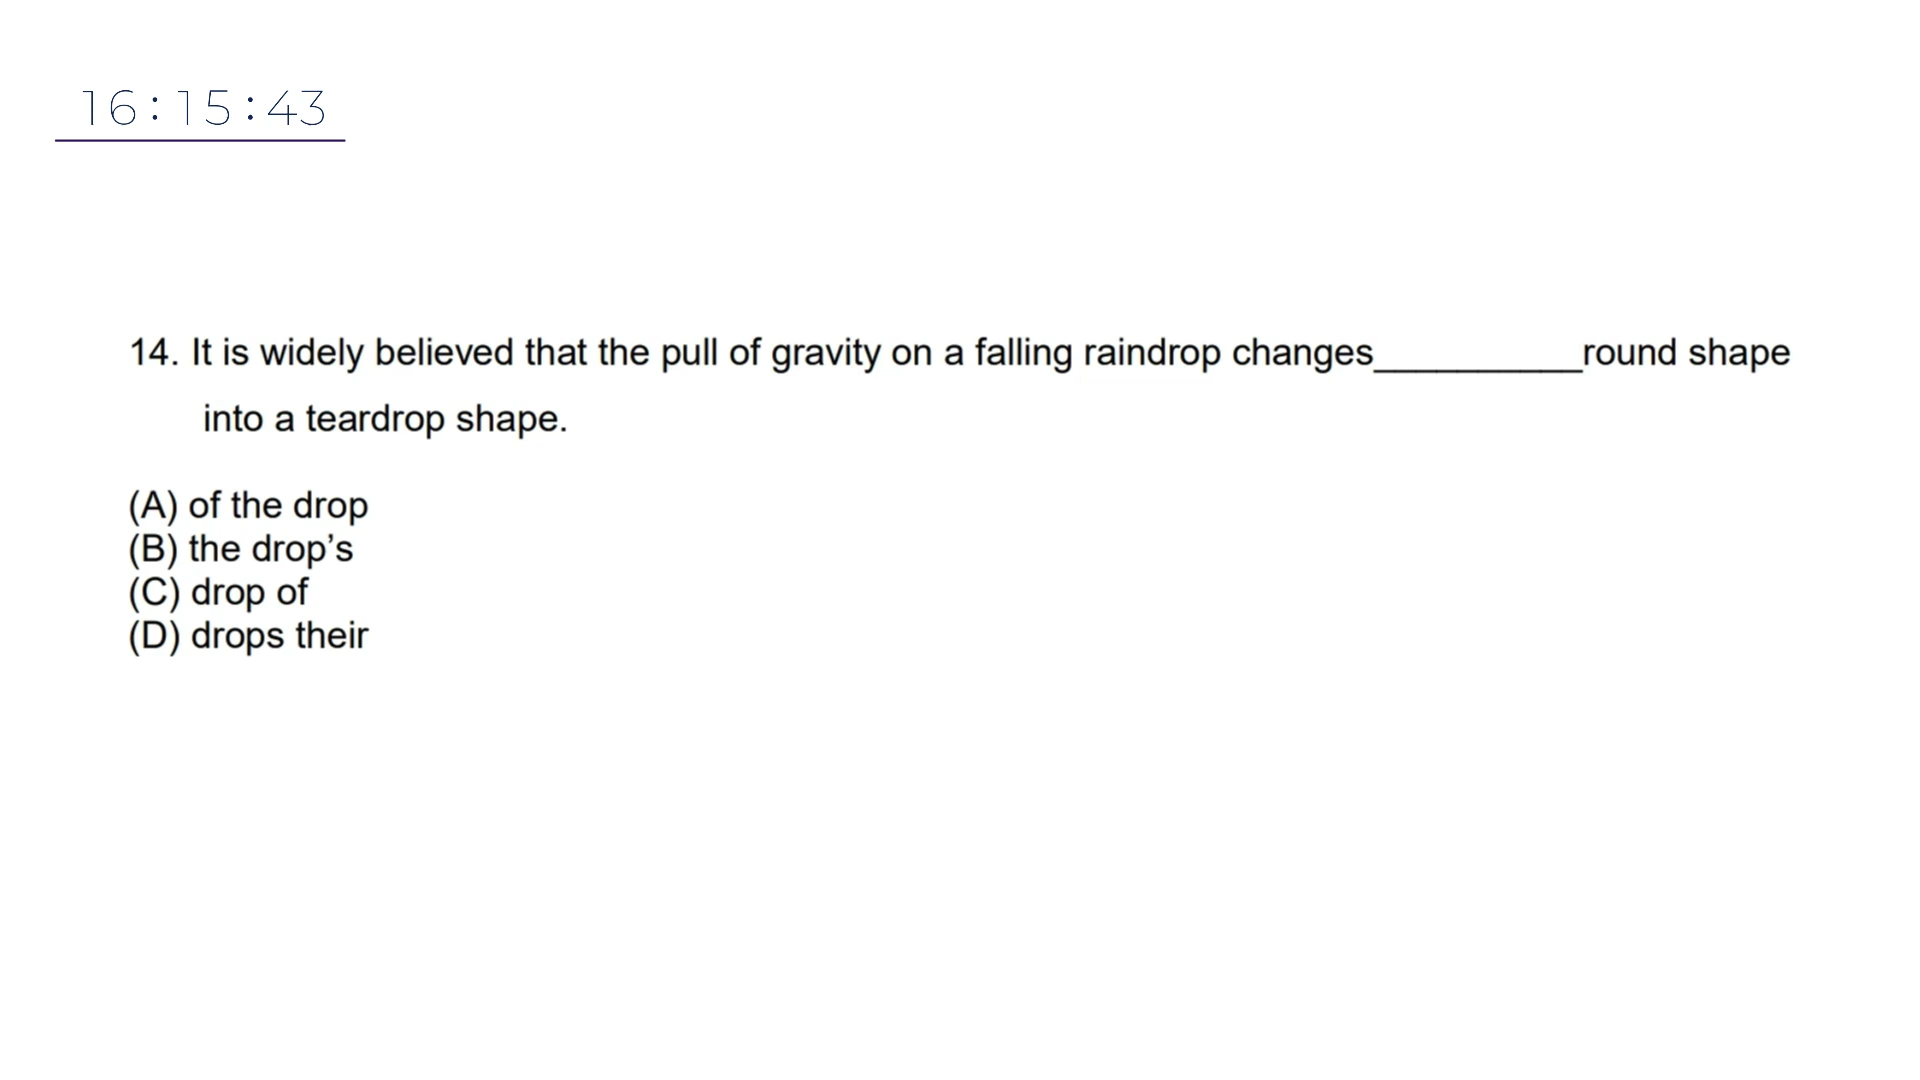 16:15:43
14. It is widely believed that the pull of gravity on a falling raindrop changes__________round shape
into a teardrop shape.
(A) of the drop
(B) the drop’s
(C) drop of
(D) drops their